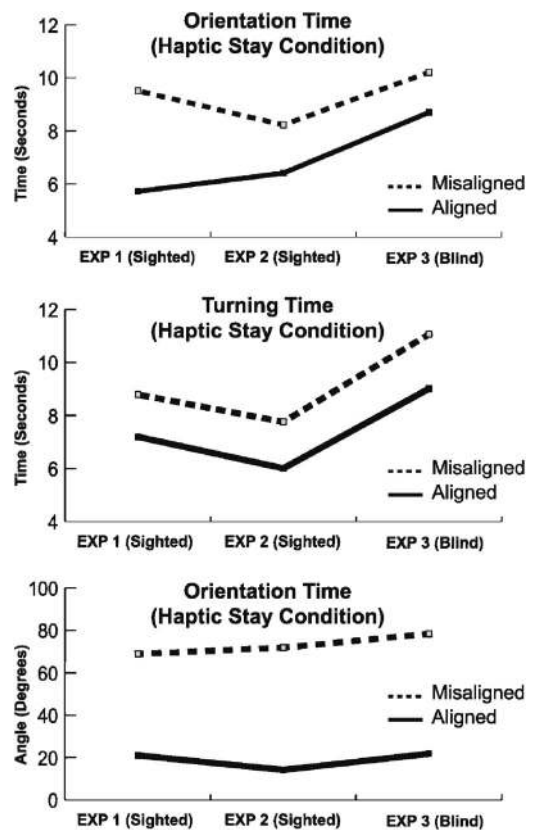 Orientation Time
(Haptic Stay Condition)
12
10
8
6
4
Time (Seconds)
Misaligned
Aligned
EXP 1 (Sighted) EXP 2 (Sighted) EXP 3 (Blind)
Turning Time
(Haptic Stay Condition)
12
10
8
6
4
Time (Seconds)
Misaligned
Aligned
EXP 1 (Sighted) EXP 2 (Sighted) EXP 3 (Blind)
Orientation Time
(Haptic Stay Condition)
100
80
60
40
20
0
Angle (Degrees)
Misaligned
Aligned
EXP 1 (Sighted) EXP 2 (Sighted) EXP 3 (Blind)